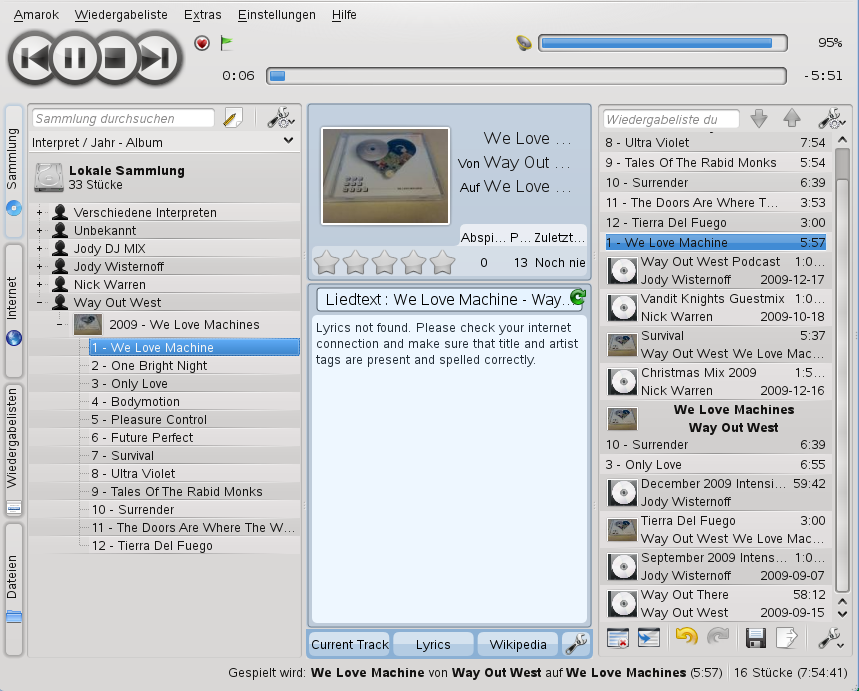 Amarok Wiedergabeliste Extras Einstellungen Hilfe
95%
0:06
-5:51
Sammlung
Internet
Wiedergabelisten
Dateien
Sammlung durchsuchen
Interpret / Jahr - Album
Lokale Sammlung
33 Stücke
Verschiedene Interpreten
Unbekannt
Jody DJ MIX
Jody Wisternoff
Nick Warren
Way Out West
2009 - We Love Machines
1 - We Love Machine
2 - One Bright Night
3 - Only Love
4 - Bodymotion
5 - Pleasure Control
6 - Future Perfect
7 - Survival
8 - Ultra Violet
9 - Tales Of The Rabid Monks
10 - Surrender
11 - The Doors Are Where The W...
12 - Tierra Del Fuego
We Love ...
Von Way Out ...
Auf We Love ...
Abspi... P... Zuletzt...
0 13 Noch nie
Liedtext : We Love Machine - Way...
Lyrics not found. Please check your internet
connection and make sure that title and artist
tags are present and spelled correctly.
Current Track Lyrics Wikipedia
Wiedergabeliste du
8 - Ultra Violet 7:54
9 - Tales Of The Rabid Monks 5:54
10 - Surrender 6:39
11 - The Doors Are Where T... 3:53
12 - Tierra Del Fuego 3:00
1 - We Love Machine 5:57
Way Out West Podcast 1:0...
Jody Wisternoff 2009-12-17
Vandit Knights Guestmix 1:0...
Nick Warren 2009-10-18
Survival 5:37
Way Out West We Love Mac...
Christmas Mix 2009 1:5...
Nick Warren 2009-12-16
We Love Machines
Way Out West
10 - Surrender 6:39
3 - Only Love 6:55
December 2009 Intensi... 59:42
Jody Wisternoff
Tierra Del Fuego 3:00
Way Out West We Love Mac...
September 2009 Intens... 1:0...
Jody Wisternoff 2009-09-07
Way Out There 58:12
Way Out West 2009-09-15
Gespielt wird: We Love Machine von Way Out West auf We Love Machines (5:57) 16 Stücke (7:54:41)